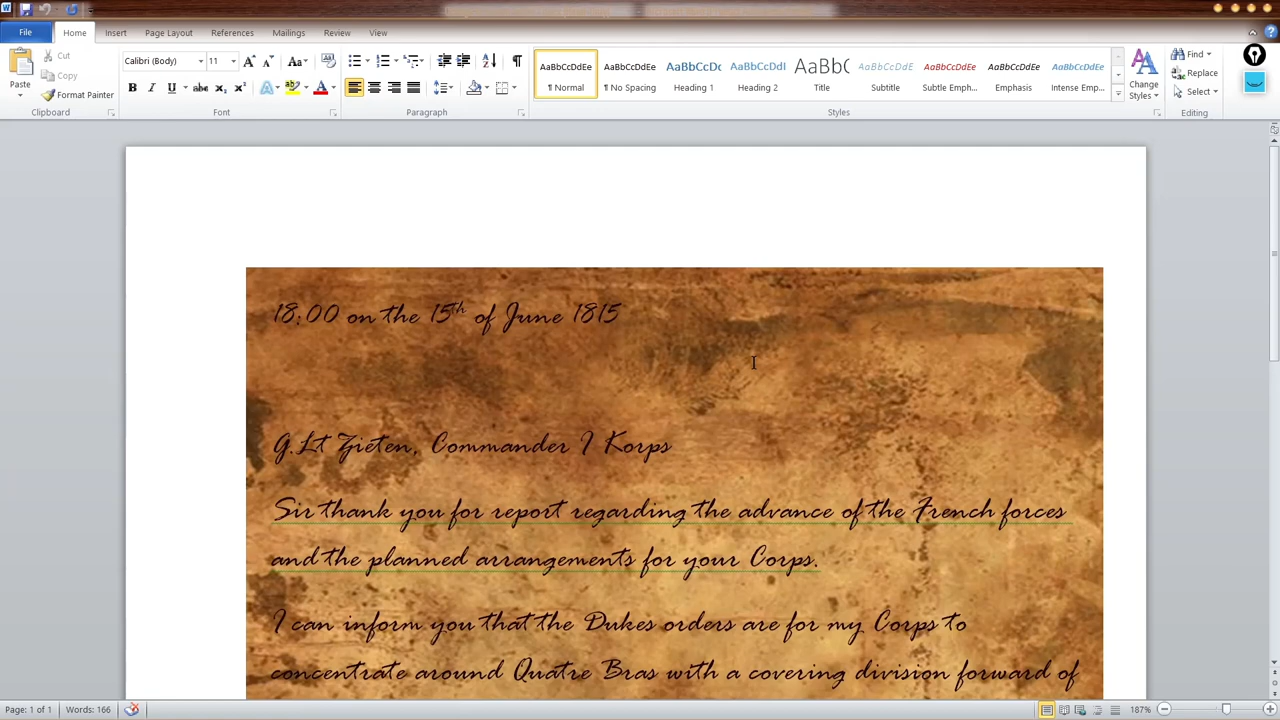 File Home Insert Page Layout References Mailings Review View
Paste
Cut
Copy
Format Painter
Clipboard
Calibri (Body) 11
Font
Paragraph
AaBbCcDdEe AaBbCcDdEe AaBbCcDc AaBbCcDdI AaBbC AaBbCcDdE AaBbCcDdEe AaBbCcDdEe AaBbCcDdEe
¶ Normal ¶ No Spacing Heading 1 Heading 2 Title Subtitle Subtle Emph... Emphasis Intense Emp...
Styles
Change
Styles
Find
Replace
Select
Editing
18:00 on the 15th of June 1815
G.Lt Zieten, Commander I Korps
Sir thank you for report regarding the advance of the French forces
and the planned arrangements for your Corps.
I can inform you that the Dukes orders are for my Corps to
concentrate around Quatre Bras with a covering division forward of
Page: 1 of 1 Words: 166 187%